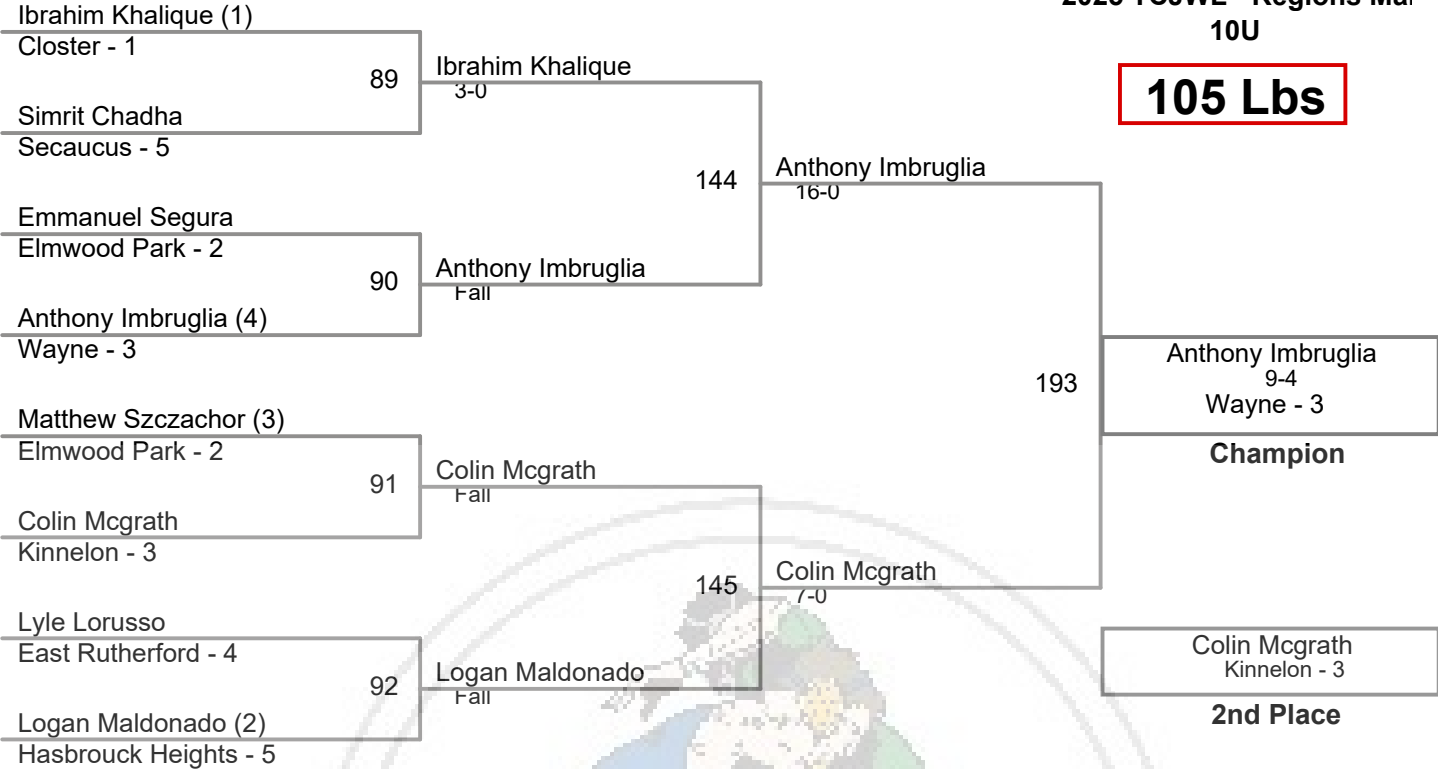 Ibrahim Khalique (1)
Closter - 1
89
Simrit Chadha
Secaucus - 5
Emmanuel Segura
Elmwood Park - 2
90
Anthony Imbruglia (4)
Wayne - 3
Matthew Szczachor (3)
Elmwood Park - 2
91
Colin Mcgrath
Kinnelon - 3
Lyle Lorusso
East Rutherford - 4
92
Logan Maldonado (2)
Hasbrouck Heights - 5
Ibrahim Khalique
3-0
144
Anthony Imbruglia
Fall
Colin Mcgrath
Fall
145
Logan Maldonado
Fall
Anthony Imbruglia
16-0
193
Colin Mcgrath
7-0
10U
105 Lbs
Anthony Imbruglia
9-4
Wayne - 3
Champion
Colin Mcgrath
Kinnelon - 3
2nd Place